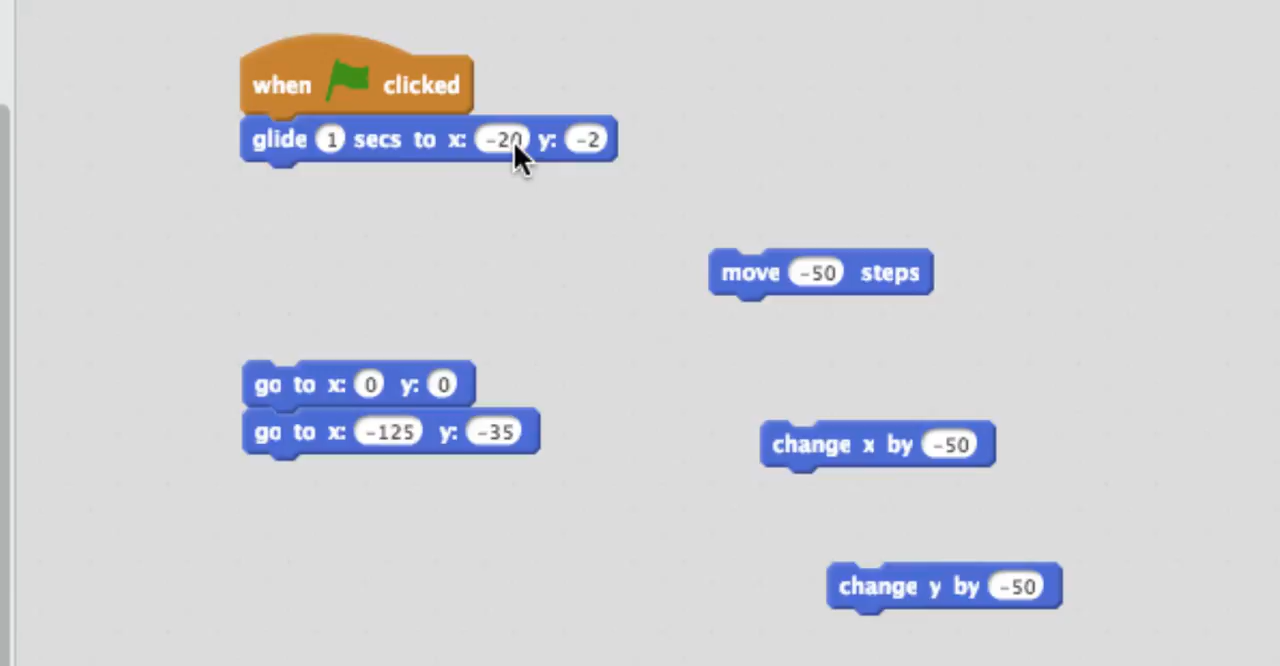 when clicked
glide 1 secs to x: -20 y: -2
move -50 steps
go to x: 0 y: 0
go to x: -125 y: -35
change x by -50
change y by -50